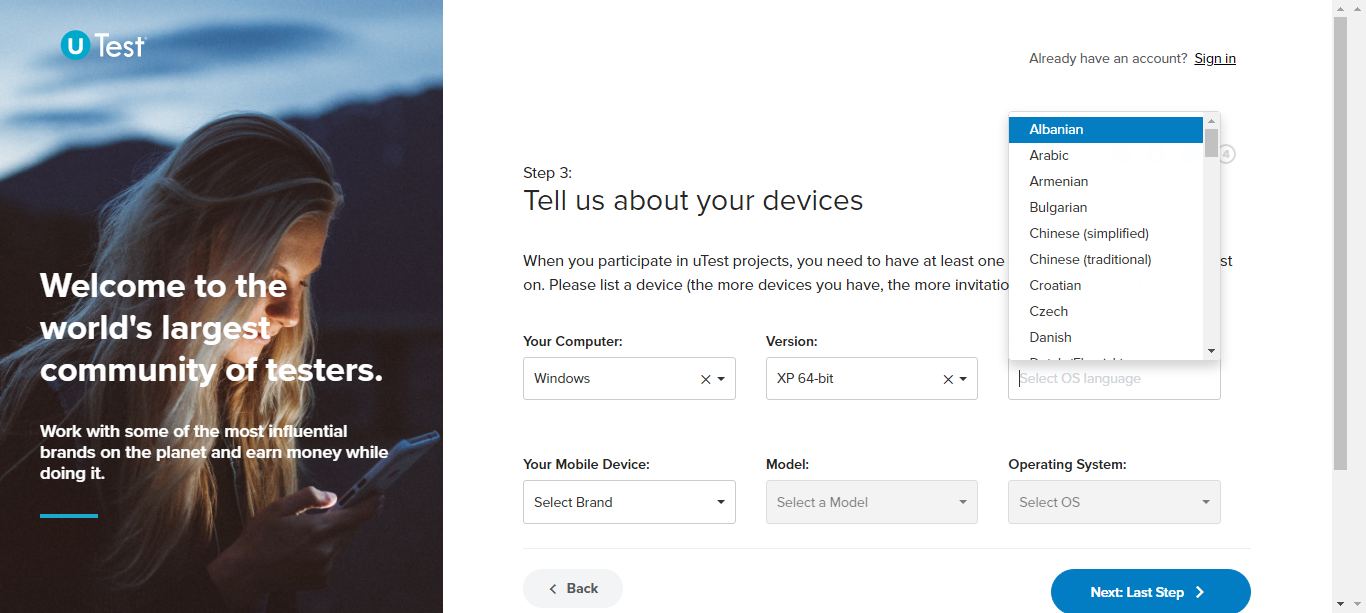 uTest
Welcome to the
world's largest
community of testers.
Work with some of the most influential
brands on the planet and earn money while
doing it.
Already have an account? Sign in
4
Step 3:
Tell us about your devices
When you participate in uTest projects, you need to have at least one
st
on. Please list a device (the more devices you have, the more invitatio
Albanian
Arabic
Armenian
Bulgarian
Chinese (simplified)
Chinese (traditional)
Croatian
Czech
Danish
Your Computer:
Version:
Windows
XP 64-bit
Select OS language
Your Mobile Device:
Model:
Operating System:
Select Brand
Select a Model
Select OS
Back
Next: Last Step